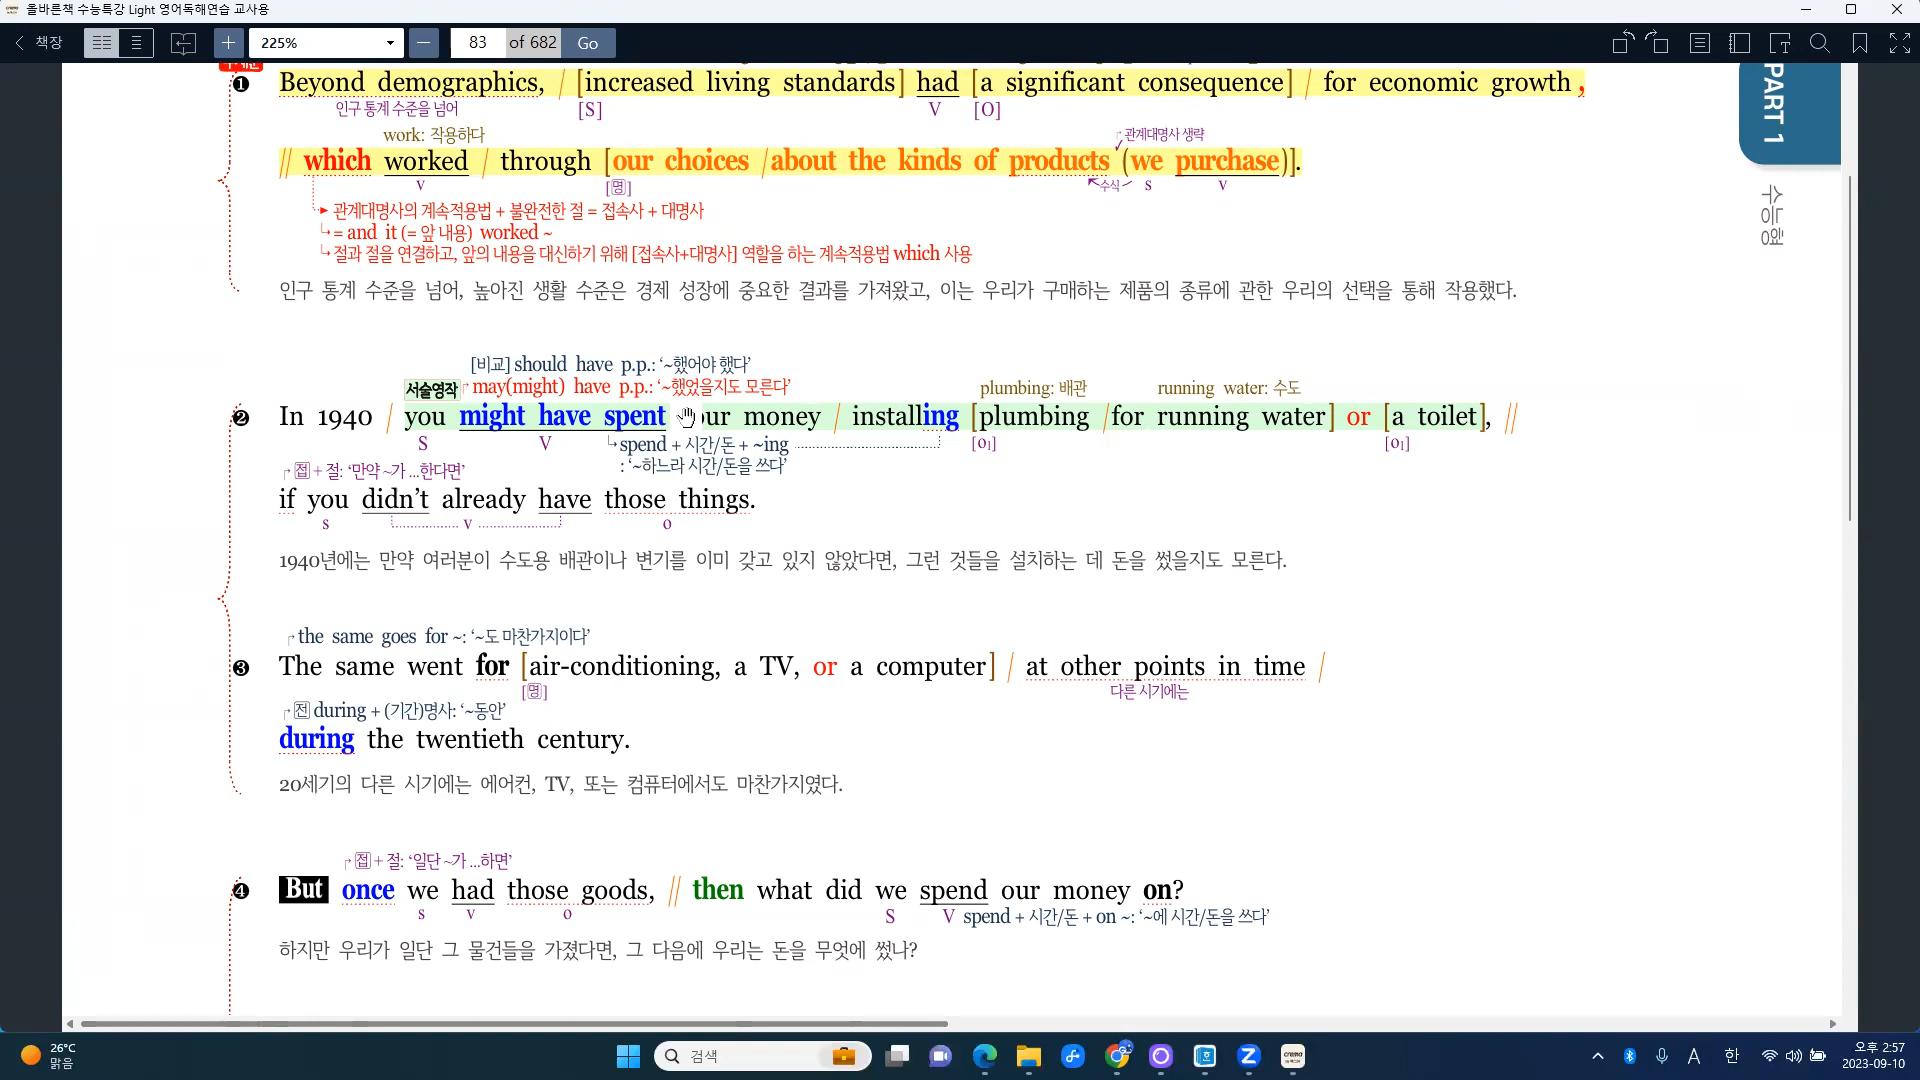 올바른책 수능특강 Light 영어독해연습 교사용
책장 225% 83 of 682 Go
❶ Beyond demographics, / [increased living standards] had [a significant consequence] / for economic growth ,
인구 통계 수준을 넘어 [S] V [O]
work: 작용하다 관계대명사 생략
// which worked / through [our choices / about the kinds of products (we purchase)].
v [명] 수식 s v
관계대명사의 계속적용법 + 불완전한 절 = 접속사 + 대명사
= and it (= 앞 내용) worked ~
절과 절을 연결하고, 앞의 내용을 대신하기 위해 [접속사+대명사] 역할을 하는 계속적용법 which 사용
인구 통계 수준을 넘어, 높아진 생활 수준은 경제 성장에 중요한 결과를 가져왔고, 이는 우리가 구매하는 제품의 종류에 관한 우리의 선택을 통해 작용했다.
[비교] should have p.p.: ‘~했어야 했다’
서술영작 may(might) have p.p.: ‘~했었을지도 모른다’ plumbing: 배관 running water: 수도
❷ In 1940 / you might have spent our money / installing [plumbing / for running water] or [a toilet], //
S V spend + 시간/돈 + ~ing [o₁] [o₁]
: ‘~하느라 시간/돈을 쓰다’
접 + 절: ‘만약 ~가 ...한다면’
if you didn’t already have those things.
s v o
1940년에는 만약 여러분이 수도용 배관이나 변기를 이미 갖고 있지 않았다면, 그런 것들을 설치하는 데 돈을 썼을지도 모른다.
the same goes for ~: ‘~도 마찬가지이다’
❸ The same went for [air-conditioning, a TV, or a computer] / at other points in time /
[명] 다른 시기에는
전 during + (기간)명사: ‘~동안’
during the twentieth century.
20세기의 다른 시기에는 에어컨, TV, 또는 컴퓨터에서도 마찬가지였다.
접 + 절: ‘일단 ~가 ...하면’
❹ But once we had those goods, // then what did we spend our money on?
s v o S V spend + 시간/돈 + on ~: ‘~에 시간/돈을 쓰다’
하지만 우리가 일단 그 물건들을 가졌다면, 그 다음에 우리는 돈을 무엇에 썼나?
PART 1
수능형
26°C
맑음
검색
A 한
오후 2:57
2023-09-10